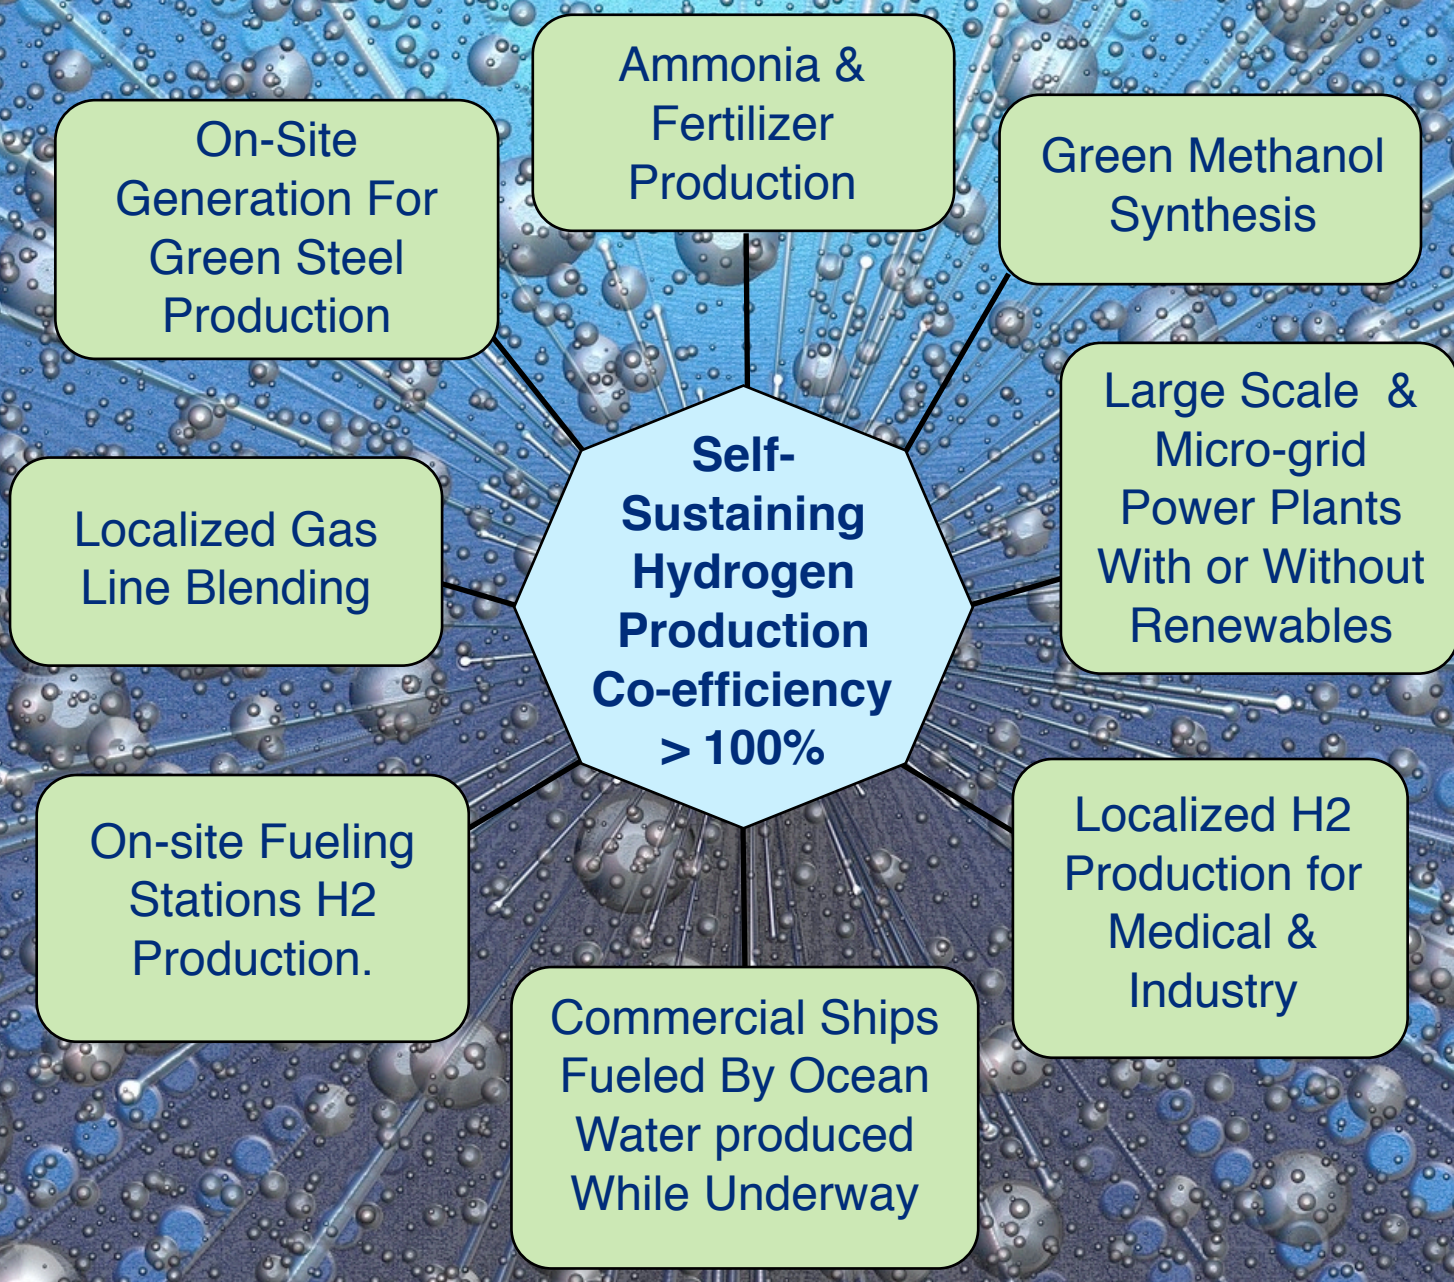 Ammonia &
Fertilizer
Production
On-Site
Generation For
Green Steel
Production
Green Methanol
Synthesis
Large Scale  &
Micro-grid
Power Plants
With or Without
Renewables
Self-
Sustaining
Hydrogen
Production
Co-efficiency
> 100%
Localized Gas
Line Blending
On-site Fueling
Stations H2
Production.
Localized H2
Production for
Medical &
Industry
Commercial Ships
Fueled By Ocean
Water produced
While Underway